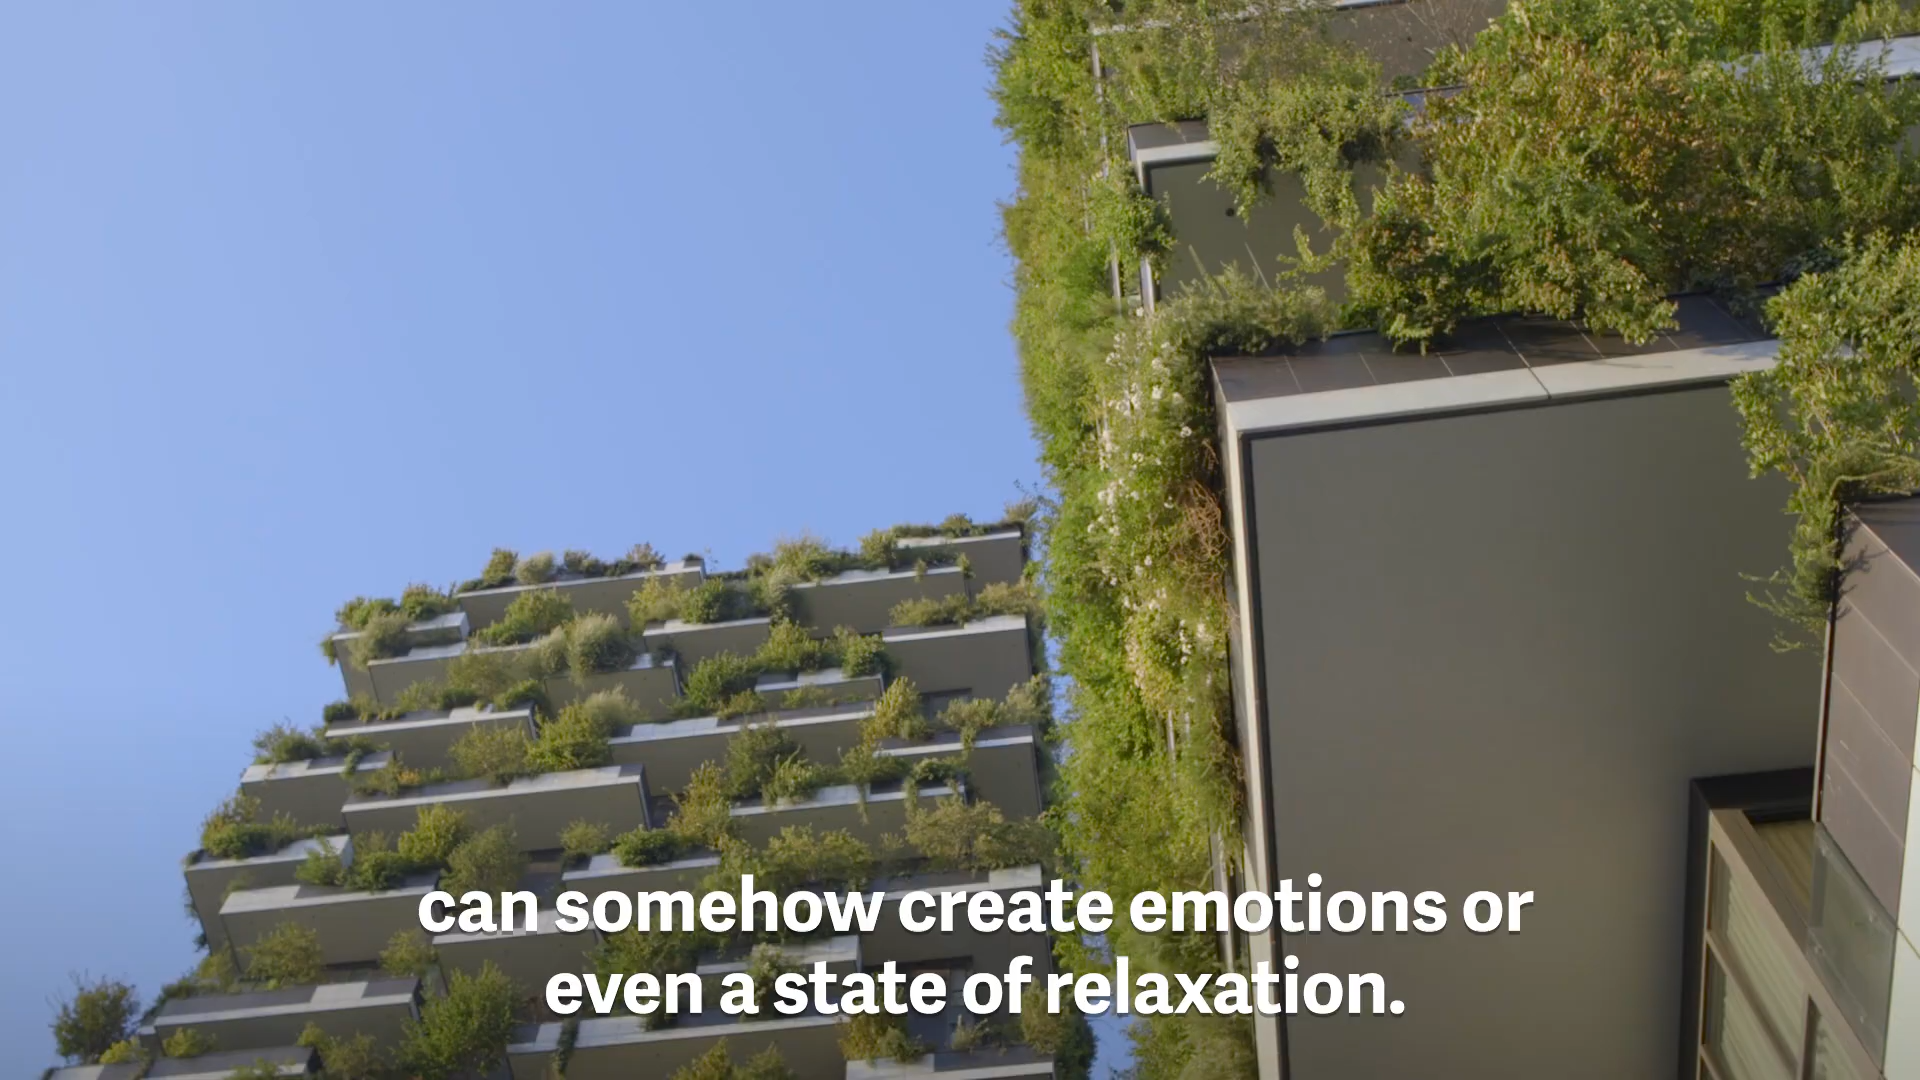 can somehow create emotions or
even a state of relaxation.